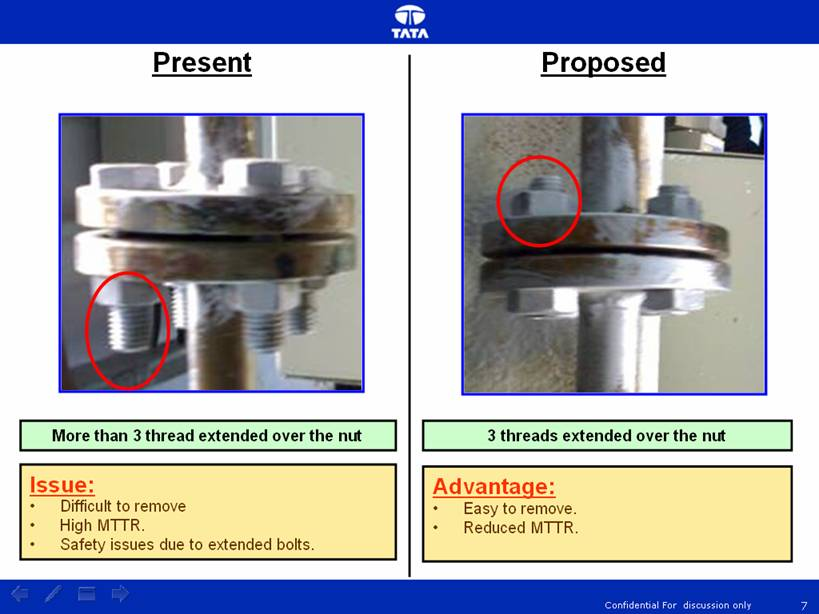 TATA
Present
Proposed
More than 3 thread extended over the nut
3 threads extended over the nut
Issue:
• Difficult to remove
• High MTTR.
• Safety issues due to extended bolts.
Advantage:
• Easy to remove.
• Reduced MTTR.
Confidential For discussion only
7